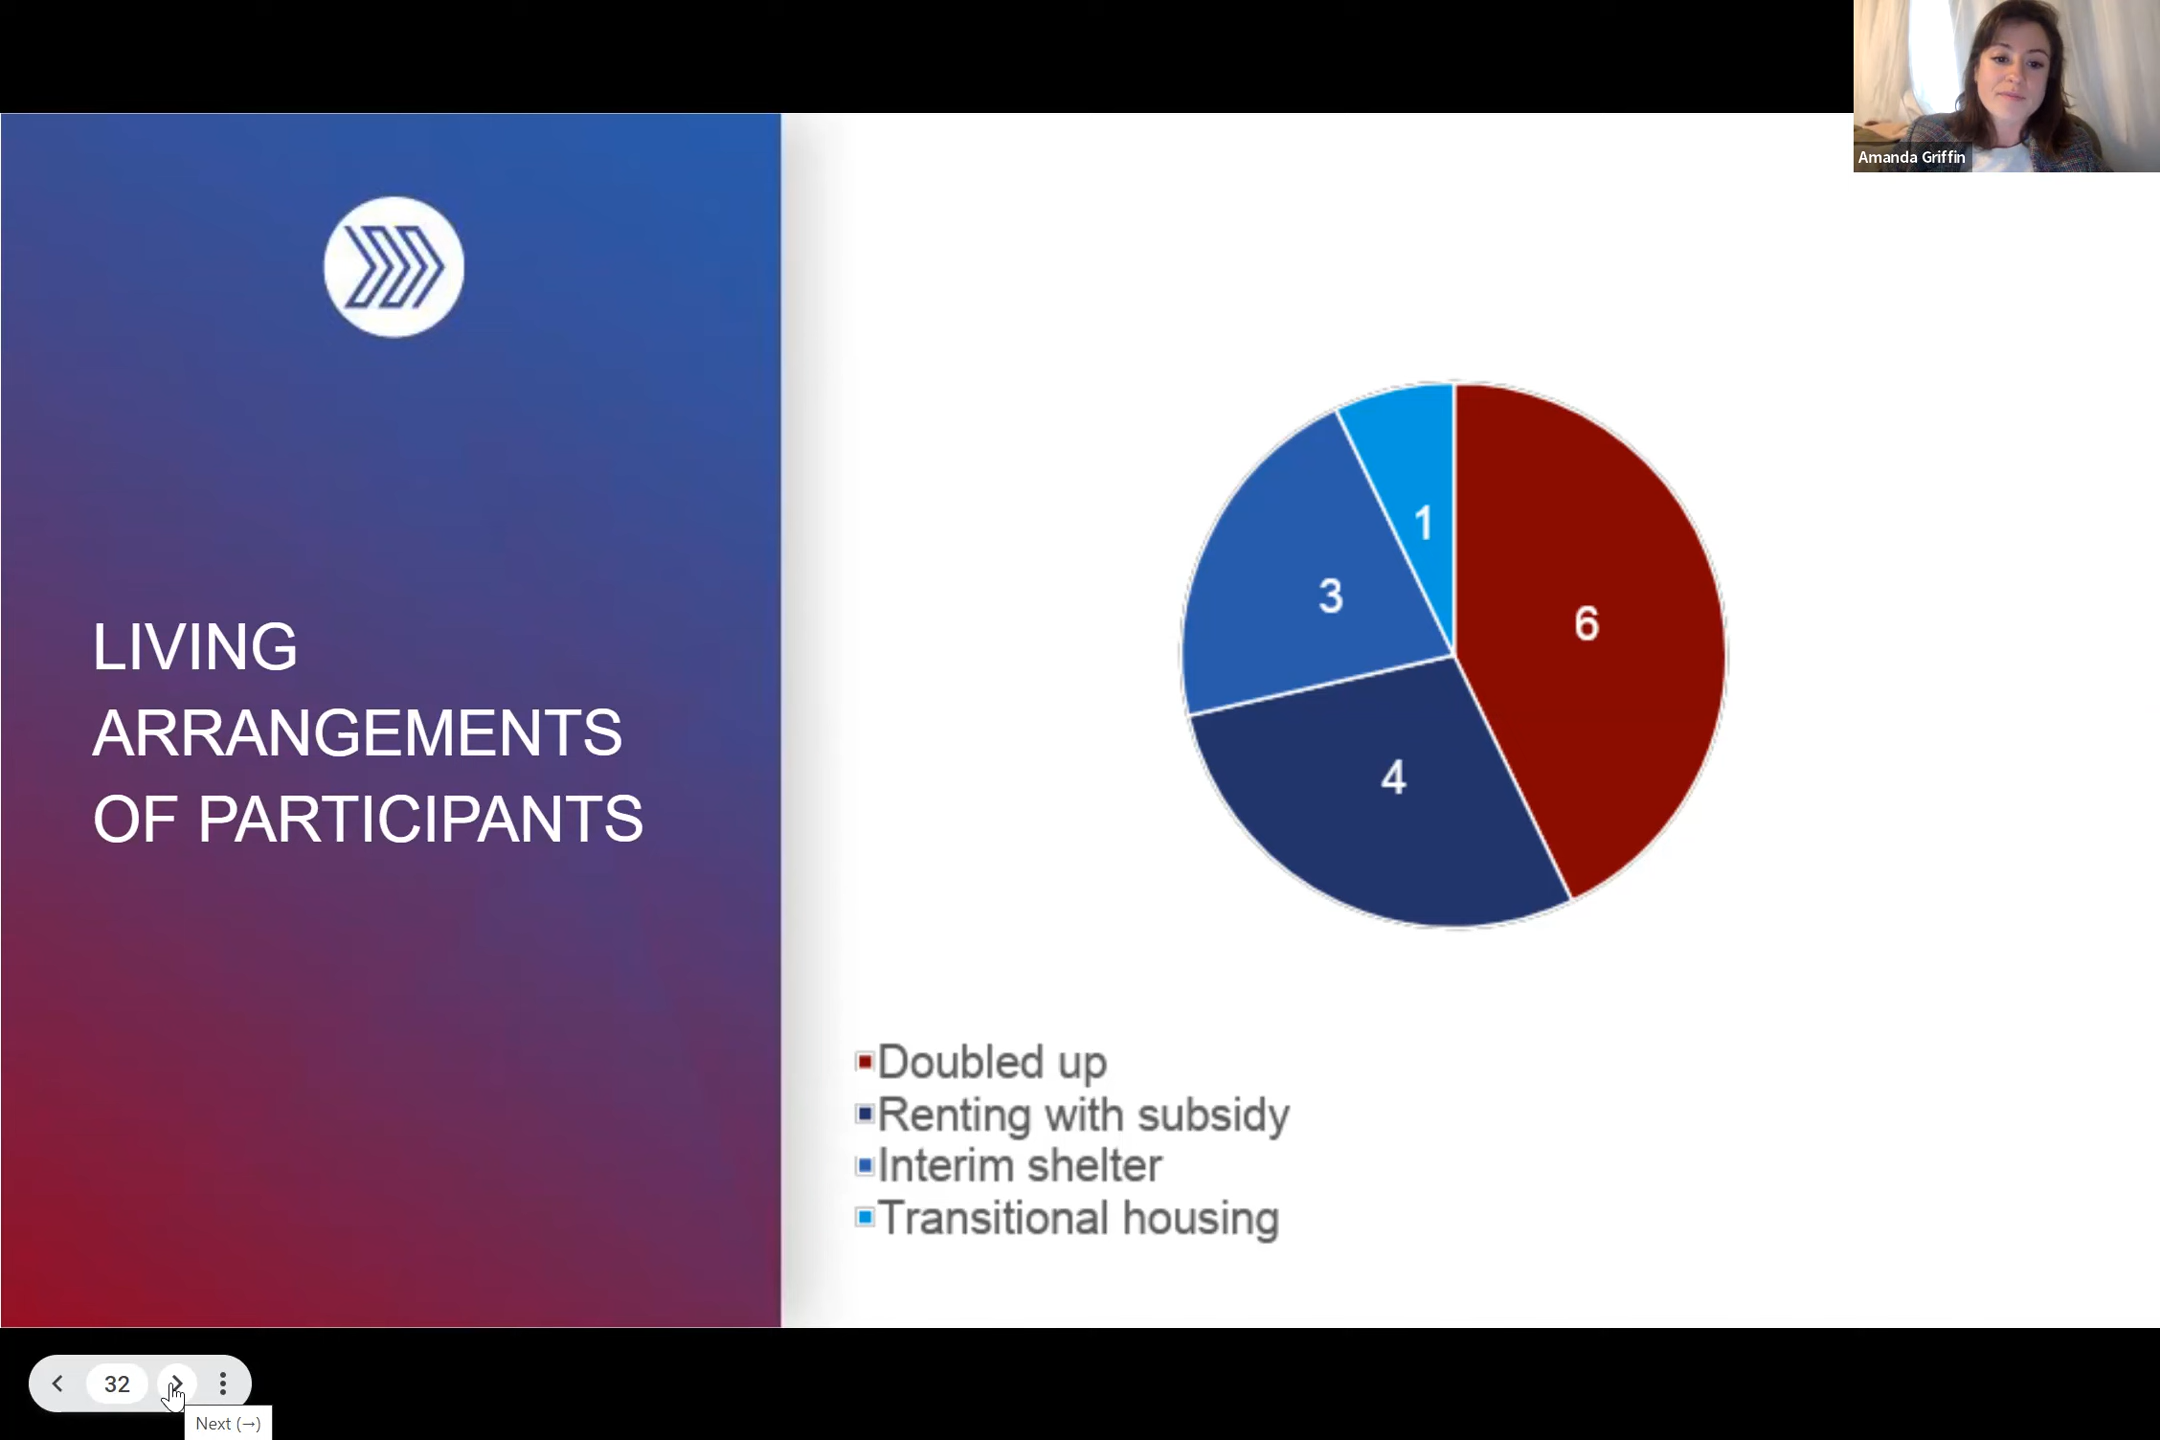 Amanda Griffin
LIVING
ARRANGEMENTS
OF PARTICIPANTS
1
3
6
4
Doubled up
Renting with subsidy
Interim shelter
Transitional housing
32
Next (→)